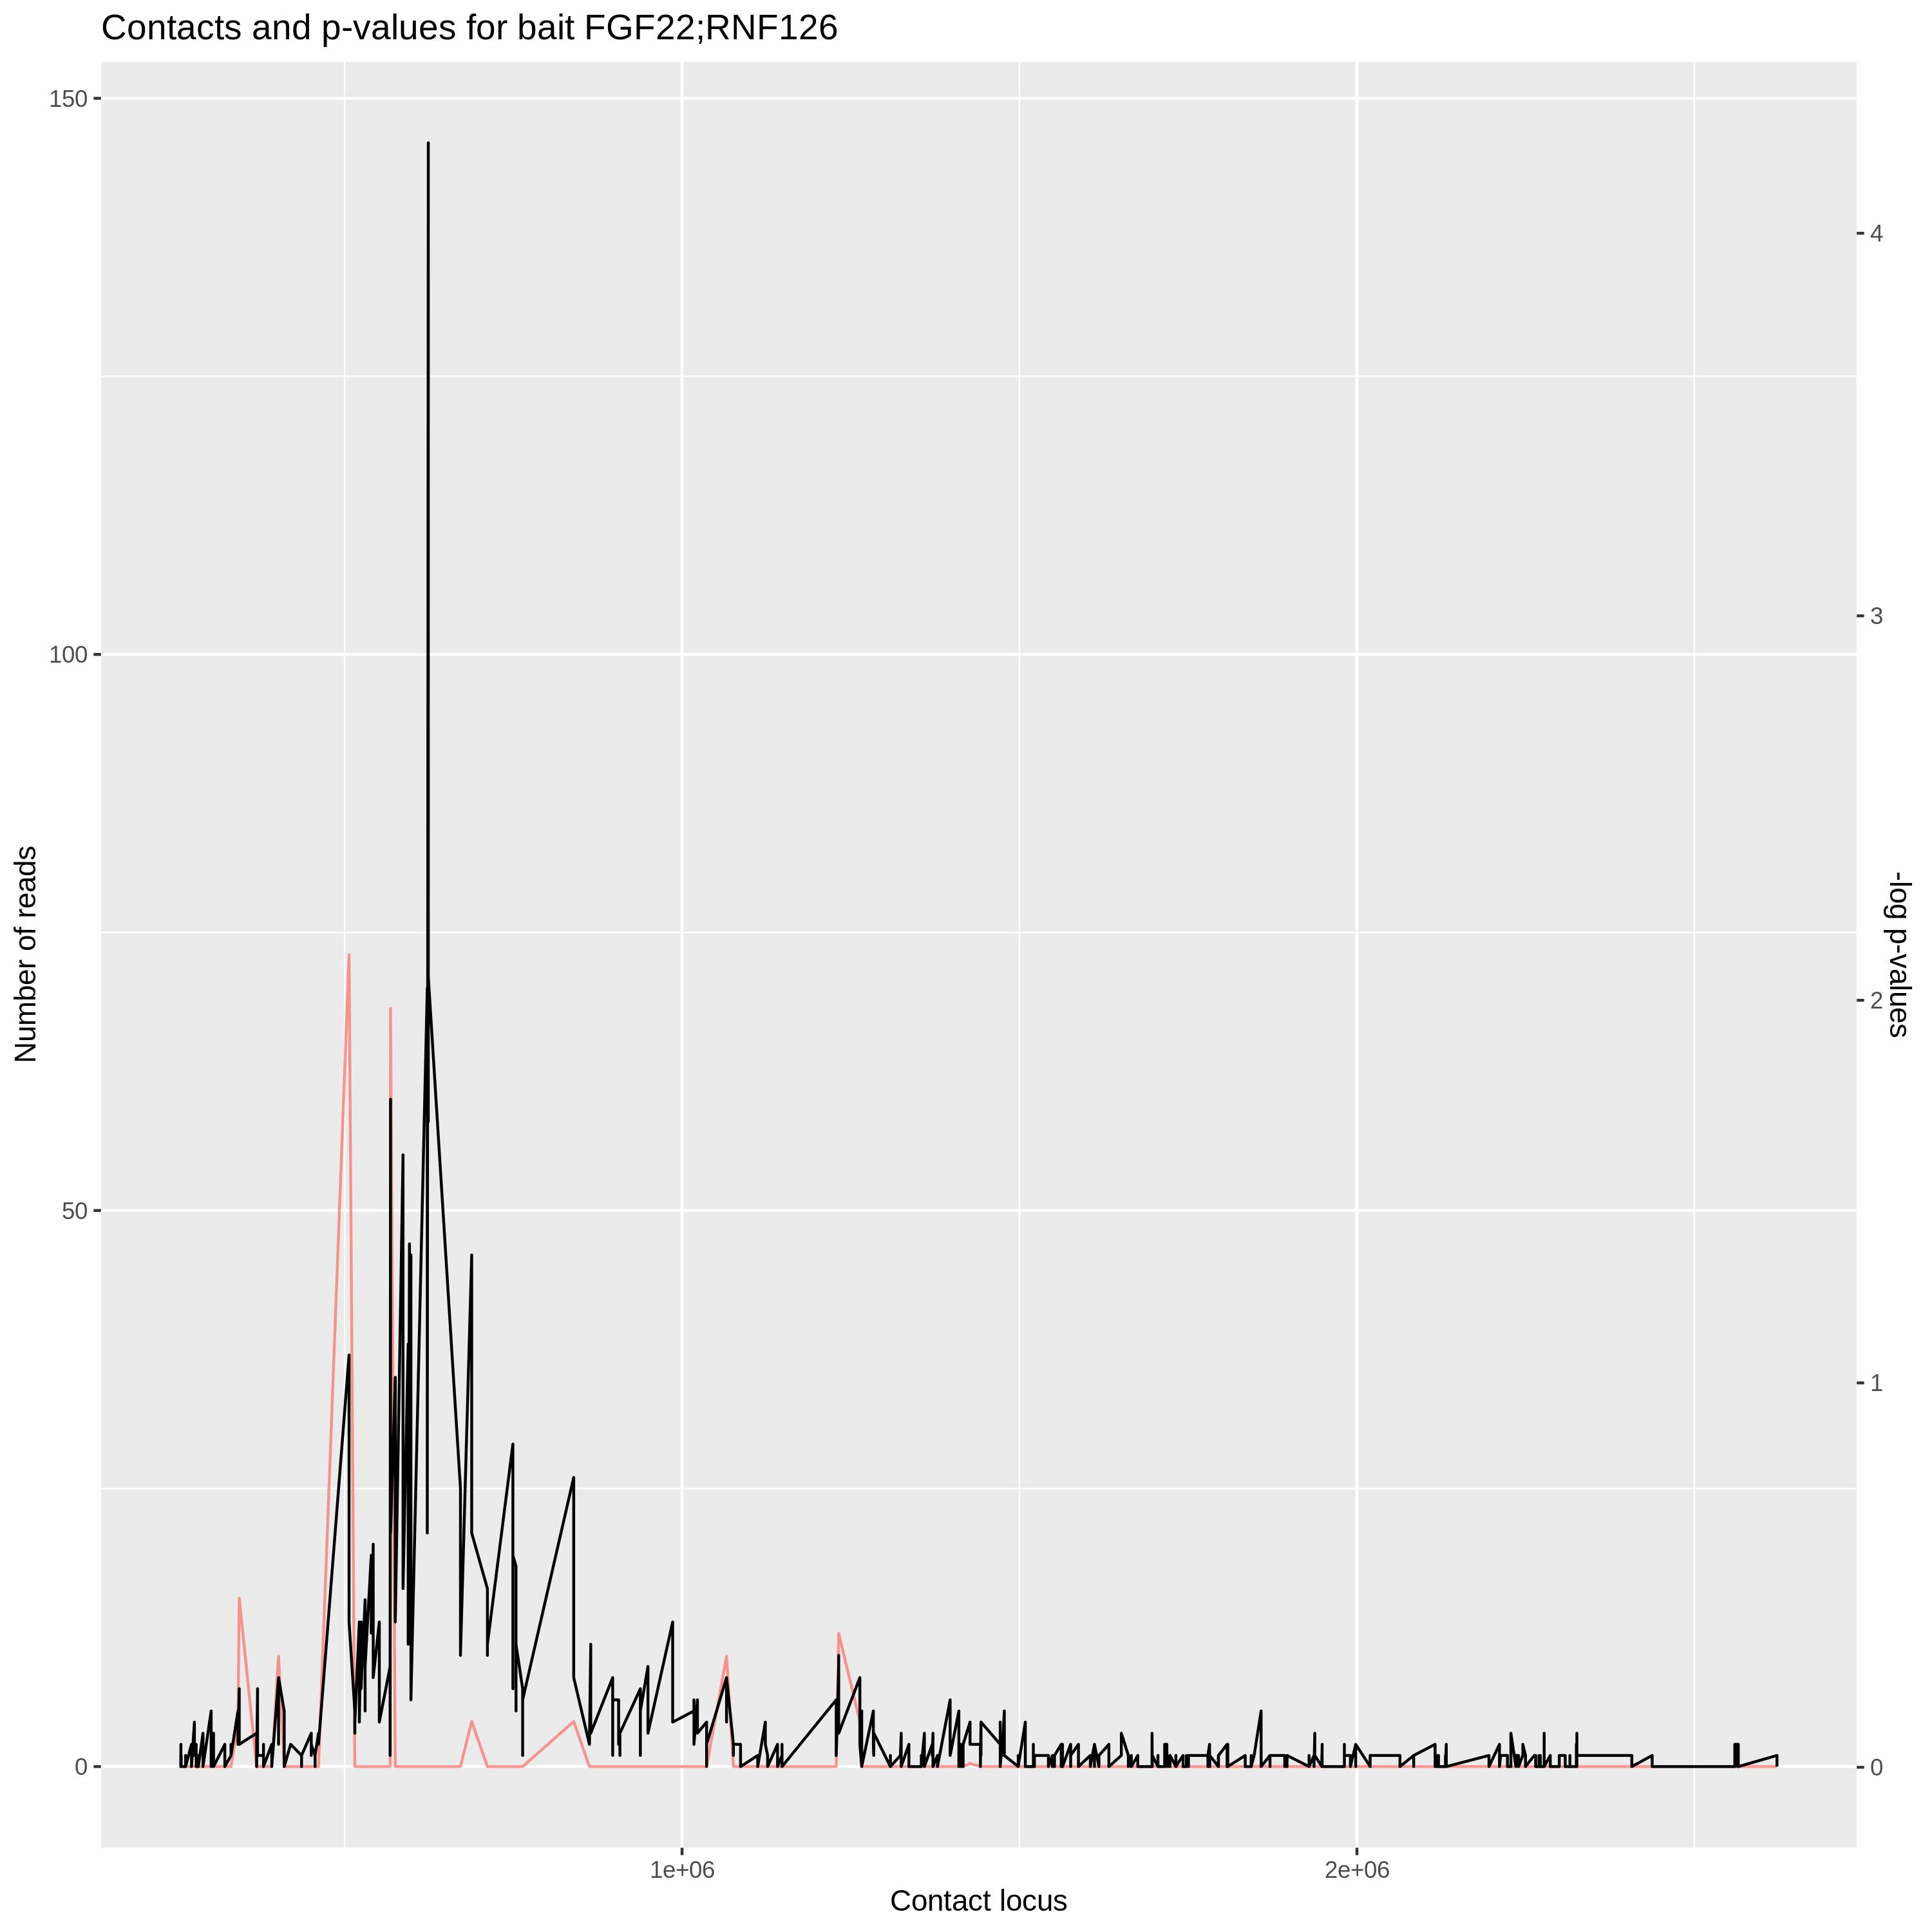 Contacts and p-values for bait FGF22;RNF126
150
100
50
0
Number of reads
4
3
2
1
0
-log p-values
1e+06
2e+06
Contact locus